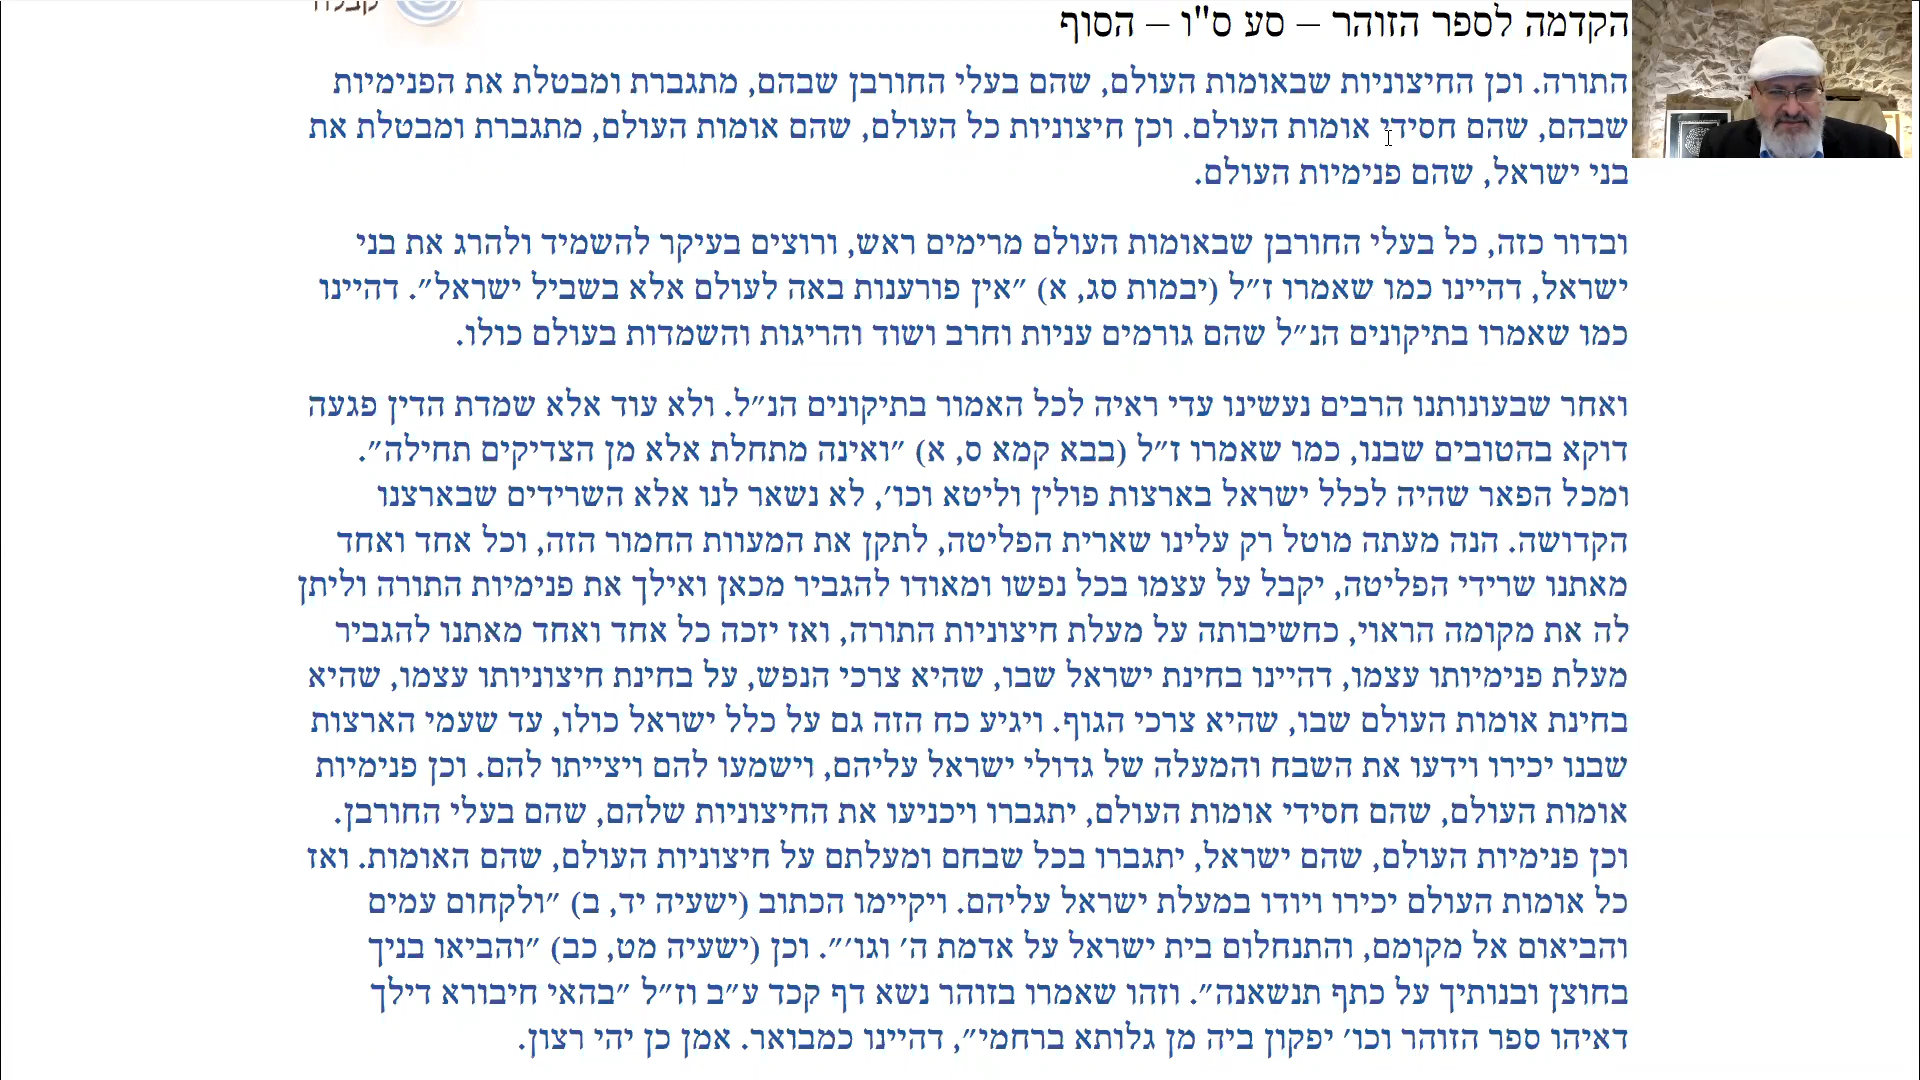 קבלה
הקדמה לספר הזוהר – סע ס"ו – הסוף
התורה. וכן החיצוניות שבאומות העולם, שהם בעלי החורבן שבהם, מתגברת ומבטלת את הפנימיות
שבהם, שהם חסידי אומות העולם. וכן חיצוניות כל העולם, שהם אומות העולם, מתגברת ומבטלת את
בני ישראל, שהם פנימיות העולם.
ובדור כזה, כל בעלי החורבן שבאומות העולם מרימים ראש, ורוצים בעיקר להשמיד ולהרג את בני
ישראל, דהיינו כמו שאמרו ז״ל (יבמות סג, א) ״אין פורענות באה לעולם אלא בשביל ישראל״. דהיינו
כמו שאמרו בתיקונים הנ״ל שהם גורמים עניות וחרב ושוד והריגות והשמדות בעולם כולו.
ואחר שבעונותנו הרבים נעשינו עדי ראיה לכל האמור בתיקונים הנ״ל. ולא עוד אלא שמדת הדין פגעה
דוקא בהטובים שבנו, כמו שאמרו ז״ל (בבא קמא ס, א) ״ואינה מתחלת אלא מן הצדיקים תחילה״.
ומכל הפאר שהיה לכלל ישראל בארצות פולין וליטא וכו׳, לא נשאר לנו אלא השרידים שבארצנו
הקדושה. הנה מעתה מוטל רק עלינו שארית הפליטה, לתקן את המעוות החמור הזה, וכל אחד ואחד
מאתנו שרידי הפליטה, יקבל על עצמו בכל נפשו ומאודו להגביר מכאן ואילך את פנימיות התורה וליתן
לה את מקומה הראוי, כחשיבותה על מעלת חיצוניות התורה, ואז יזכה כל אחד ואחד מאתנו להגביר
מעלת פנימיותו עצמו, דהיינו בחינת ישראל שבו, שהיא צרכי הנפש, על בחינת חיצוניותו עצמו, שהיא
בחינת אומות העולם שבו, שהיא צרכי הגוף. ויגיע כח הזה גם על כלל ישראל כולו, עד שעמי הארצות
שבנו יכירו וידעו את השבח והמעלה של גדולי ישראל עליהם, וישמעו להם ויצייתו להם. וכן פנימיות
אומות העולם, שהם חסידי אומות העולם, יתגברו ויכניעו את החיצוניות שלהם, שהם בעלי החורבן.
וכן פנימיות העולם, שהם ישראל, יתגברו בכל שבחם ומעלתם על חיצוניות העולם, שהם האומות. ואז
כל אומות העולם יכירו ויודו במעלת ישראל עליהם. ויקיימו הכתוב (ישעיה יד, ב) ״ולקחום עמים
והביאום אל מקומם, והתנחלום בית ישראל על אדמת ה׳ וגו׳״. וכן (ישעיה מט, כב) ״והביאו בניך
בחוצן ובנותיך על כתף תנשאנה״. וזהו שאמרו בזוהר נשא דף קכד ע״ב וז״ל ״בהאי חיבורא דילך
דאיהו ספר הזוהר וכו׳ יפקון ביה מן גלותא ברחמי״, דהיינו כמבואר. אמן כן יהי רצון.